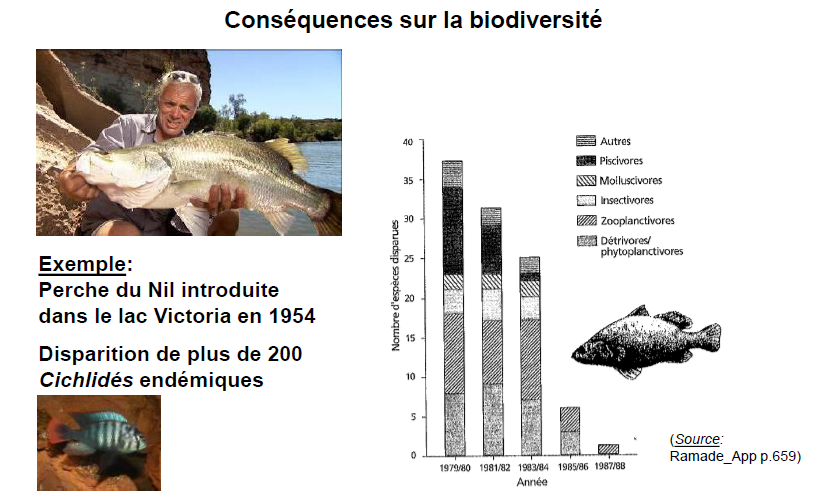 Conséquences sur la biodiversité
Exemple:
Perche du Nil introduite
dans le lac Victoria en 1954
Disparition de plus de 200
Cichlidés endémiques
Nombre d'espèces disparues
40
35
30
25
20
15
10
5
0
1979/80 1981/82 1983/84 1985/86 1987/88
Année
Autres
Piscivores
Molluscivores
Insectivores
Zooplanctivores
Détrivores/
phytoplanctivores
(Source:
Ramade_App p.659)